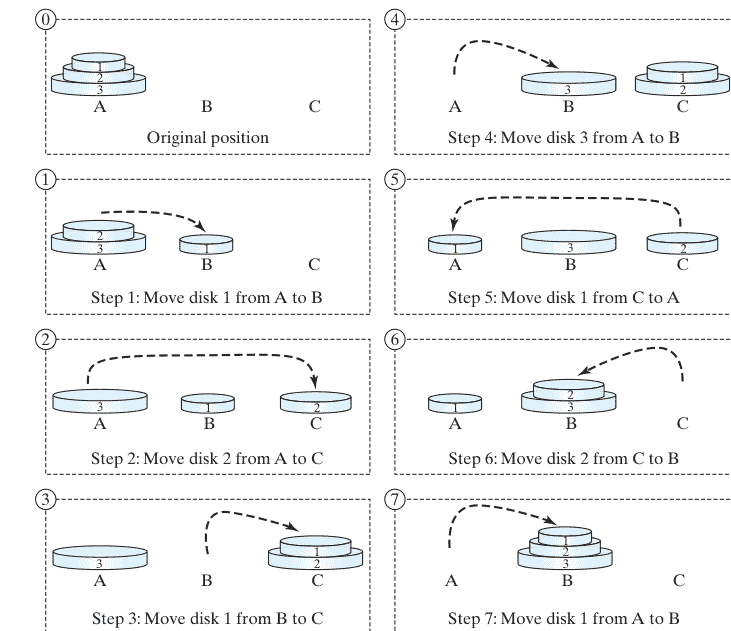 0
1
2
3
A B C
Original position
1
2
3
1
A B C
Step 1: Move disk 1 from A to B
2
3 1 2
A B C
Step 2: Move disk 2 from A to C
3
1
3 2
A B C
Step 3: Move disk 1 from B to C
4
1
3 2
A B C
Step 4: Move disk 3 from A to B
5
1 3 2
A B C
Step 5: Move disk 1 from C to A
6
2
1 3
A B C
Step 6: Move disk 2 from C to B
7
1
2
3
A B C
Step 7: Move disk 1 from A to B